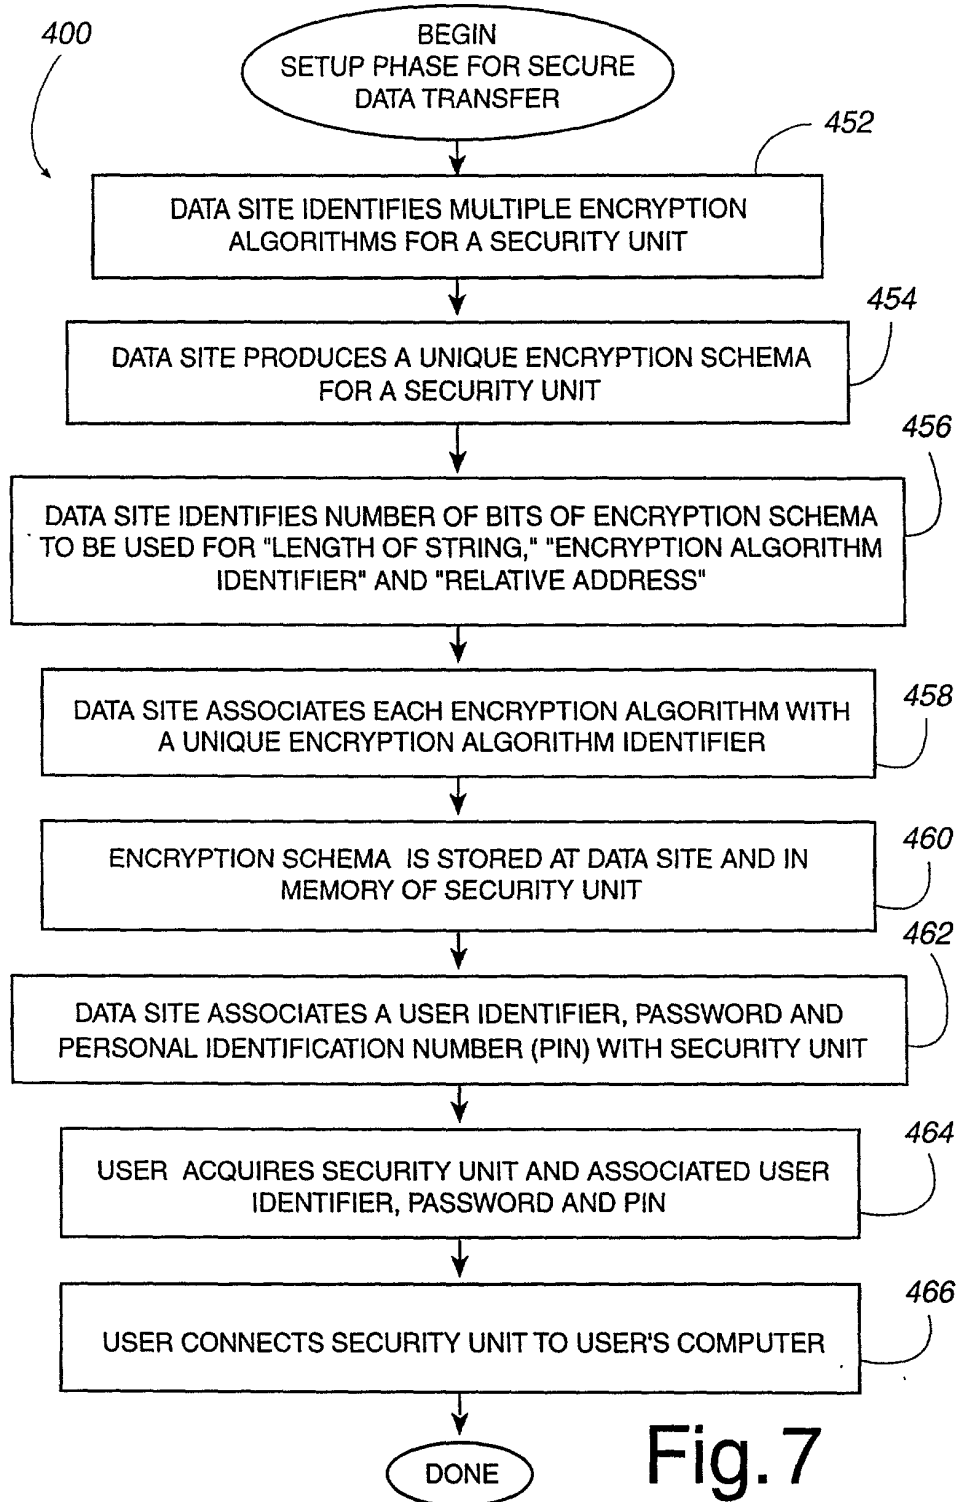 400
BEGIN
SETUP PHASE FOR SECURE
DATA TRANSFER
452
DATA SITE IDENTIFIES MULTIPLE ENCRYPTION
ALGORITHMS FOR A SECURITY UNIT
454
DATA SITE PRODUCES A UNIQUE ENCRYPTION SCHEMA
FOR A SECURITY UNIT
456
DATA SITE IDENTIFIES NUMBER OF BITS OF ENCRYPTION SCHEMA
TO BE USED FOR "LENGTH OF STRING," "ENCRYPTION ALGORITHM
IDENTIFIER" AND "RELATIVE ADDRESS"
458
DATA SITE ASSOCIATES EACH ENCRYPTION ALGORITHM WITH
A UNIQUE ENCRYPTION ALGORITHM IDENTIFIER
460
ENCRYPTION SCHEMA IS STORED AT DATA SITE AND IN
MEMORY OF SECURITY UNIT
462
DATA SITE ASSOCIATES A USER IDENTIFIER, PASSWORD AND
PERSONAL IDENTIFICATION NUMBER (PIN) WITH SECURITY UNIT
464
USER ACQUIRES SECURITY UNIT AND ASSOCIATED USER
IDENTIFIER, PASSWORD AND PIN
466
USER CONNECTS SECURITY UNIT TO USER'S COMPUTER
DONE
Fig. 7